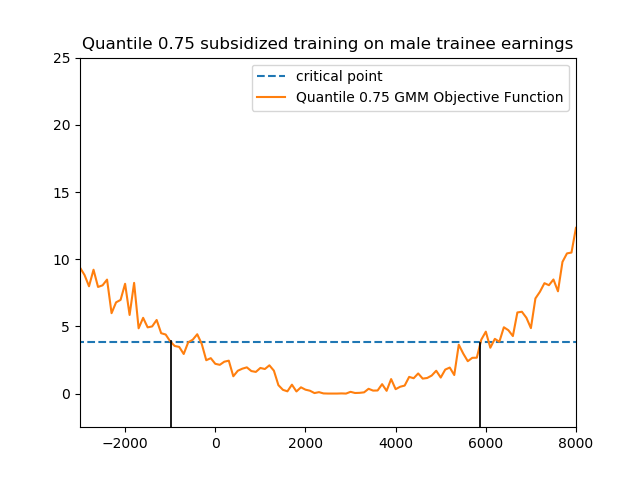 Quantile 0.75 subsidized training on male trainee earnings
critical point
Quantile 0.75 GMM Objective Function
25
20
15
10
5
0
−2000 0 2000 4000 6000 8000